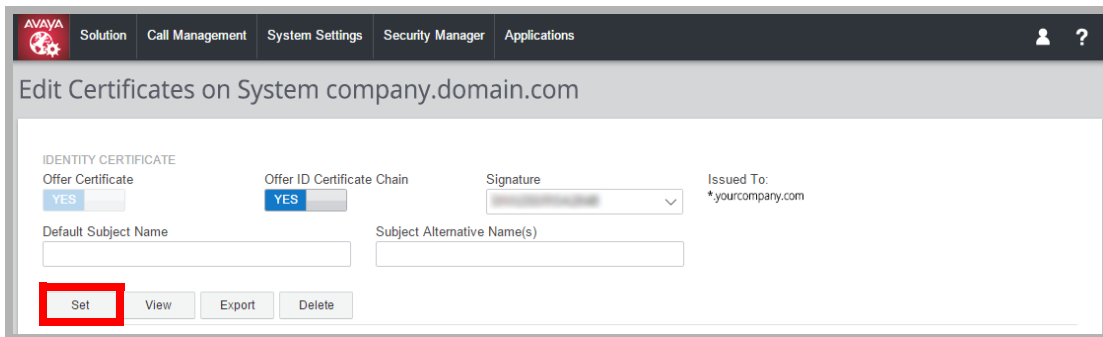 AVAYA
Solution Call Management System Settings Security Manager Applications ?
Edit Certificates on System company.domain.com
IDENTITY CERTIFICATE
Offer Certificate Offer ID Certificate Chain Signature Issued To:
YES YES *.yourcompany.com
Default Subject Name Subject Alternative Name(s)
Set View Export Delete